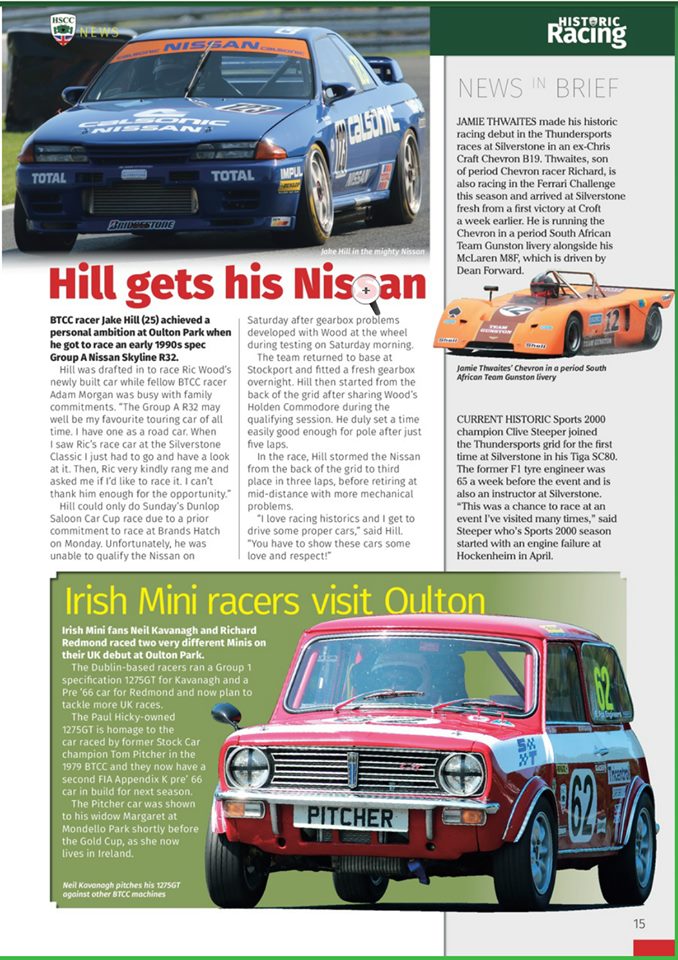 HSCC
NEWS
HISTORIC
Racing
NISSAN
CALSONIC
CALSONIC
CALSONIC
NISSAN
TOTAL
TOTAL
IMPUL
DUNLOP
BRIDGESTONE
CALSONIC
NISSAN
123
Jake Hill in the mighty Nissan
Hill gets his Nissan
BTCC racer Jake Hill (25) achieved a
personal ambition at Oulton Park when
he got to race an early 1990s spec
Group A Nissan Skyline R32.
Hill was drafted in to race Ric Wood's
newly built car while fellow BTCC racer
Adam Morgan was busy with family
commitments. "The Group A R32 may
well be my favourite touring car of all
time. I have one as a road car. When
I saw Ric's race car at the Silverstone
Classic I just had to go and have a look
at it. Then, Ric very kindly rang me and
asked me if I'd like to race it. I can't
thank him enough for the opportunity."
Hill could only do Sunday's Dunlop
Saloon Car Cup race due to a prior
commitment to race at Brands Hatch
on Monday. Unfortunately, he was
unable to qualify the Nissan on
Saturday after gearbox problems
developed with Wood at the wheel
during testing on Saturday morning.
The team returned to base at
Stockport and fitted a fresh gearbox
overnight. Hill then started from the
back of the grid after sharing Wood's
Holden Commodore during the
qualifying session. He duly set a time
easily good enough for pole after just
five laps.
In the race, Hill stormed the Nissan
from the back of the grid to third
place in three laps, before retiring at
mid-distance with more mechanical
problems.
"I love racing historics and I get to
drive some proper cars," said Hill.
"You have to show these cars some
love and respect!"
NEWS IN BRIEF
JAMIE THWAITES made his historic
racing debut in the Thundersports
races at Silverstone in an ex-Chris
Craft Chevron B19. Thwaites, son
of period Chevron racer Richard, is
also racing in the Ferrari Challenge
this season and arrived at Silverstone
fresh from a first victory at Croft
a week earlier. He is running the
Chevron in a period South African
Team Gunston livery alongside his
McLaren M8F, which is driven by
Dean Forward.
12
TEAM
GUNSTON
Shell
Shell
12
TEAM GUNSTON
Jamie Thwaites' Chevron in a period South
African Team Gunston livery
CURRENT HISTORIC Sports 2000
champion Clive Steeper joined
the Thundersports grid for the first
time at Silverstone in his Tiga SC80.
The former F1 tyre engineer was
65 a week before the event and is
also an instructor at Silverstone.
"This was a chance to race at an
event I've visited many times," said
Steeper who's Sports 2000 season
started with an engine failure at
Hockenheim in April.
Irish Mini racers visit Oulton
Irish Mini fans Neil Kavanagh and Richard
Redmond raced two very different Minis on
their UK debut at Oulton Park.
The Dublin-based racers ran a Group 1
specification 1275GT for Kavanagh and a
Pre '66 car for Redmond and now plan to
tackle more UK races.
The Paul Hicky-owned
1275GT is homage to the
car raced by former Stock Car
champion Tom Pitcher in the
1979 BTCC and they now have a
second FIA Appendix K pre' 66
car in build for next season.
The Pitcher car was shown
to his widow Margaret at
Mondello Park shortly before
the Gold Cup, as she now
lives in Ireland.
62
ST
GT
PITCHER
62
Neil Kavanagh pitches his 1275GT
against other BTCC machines
15